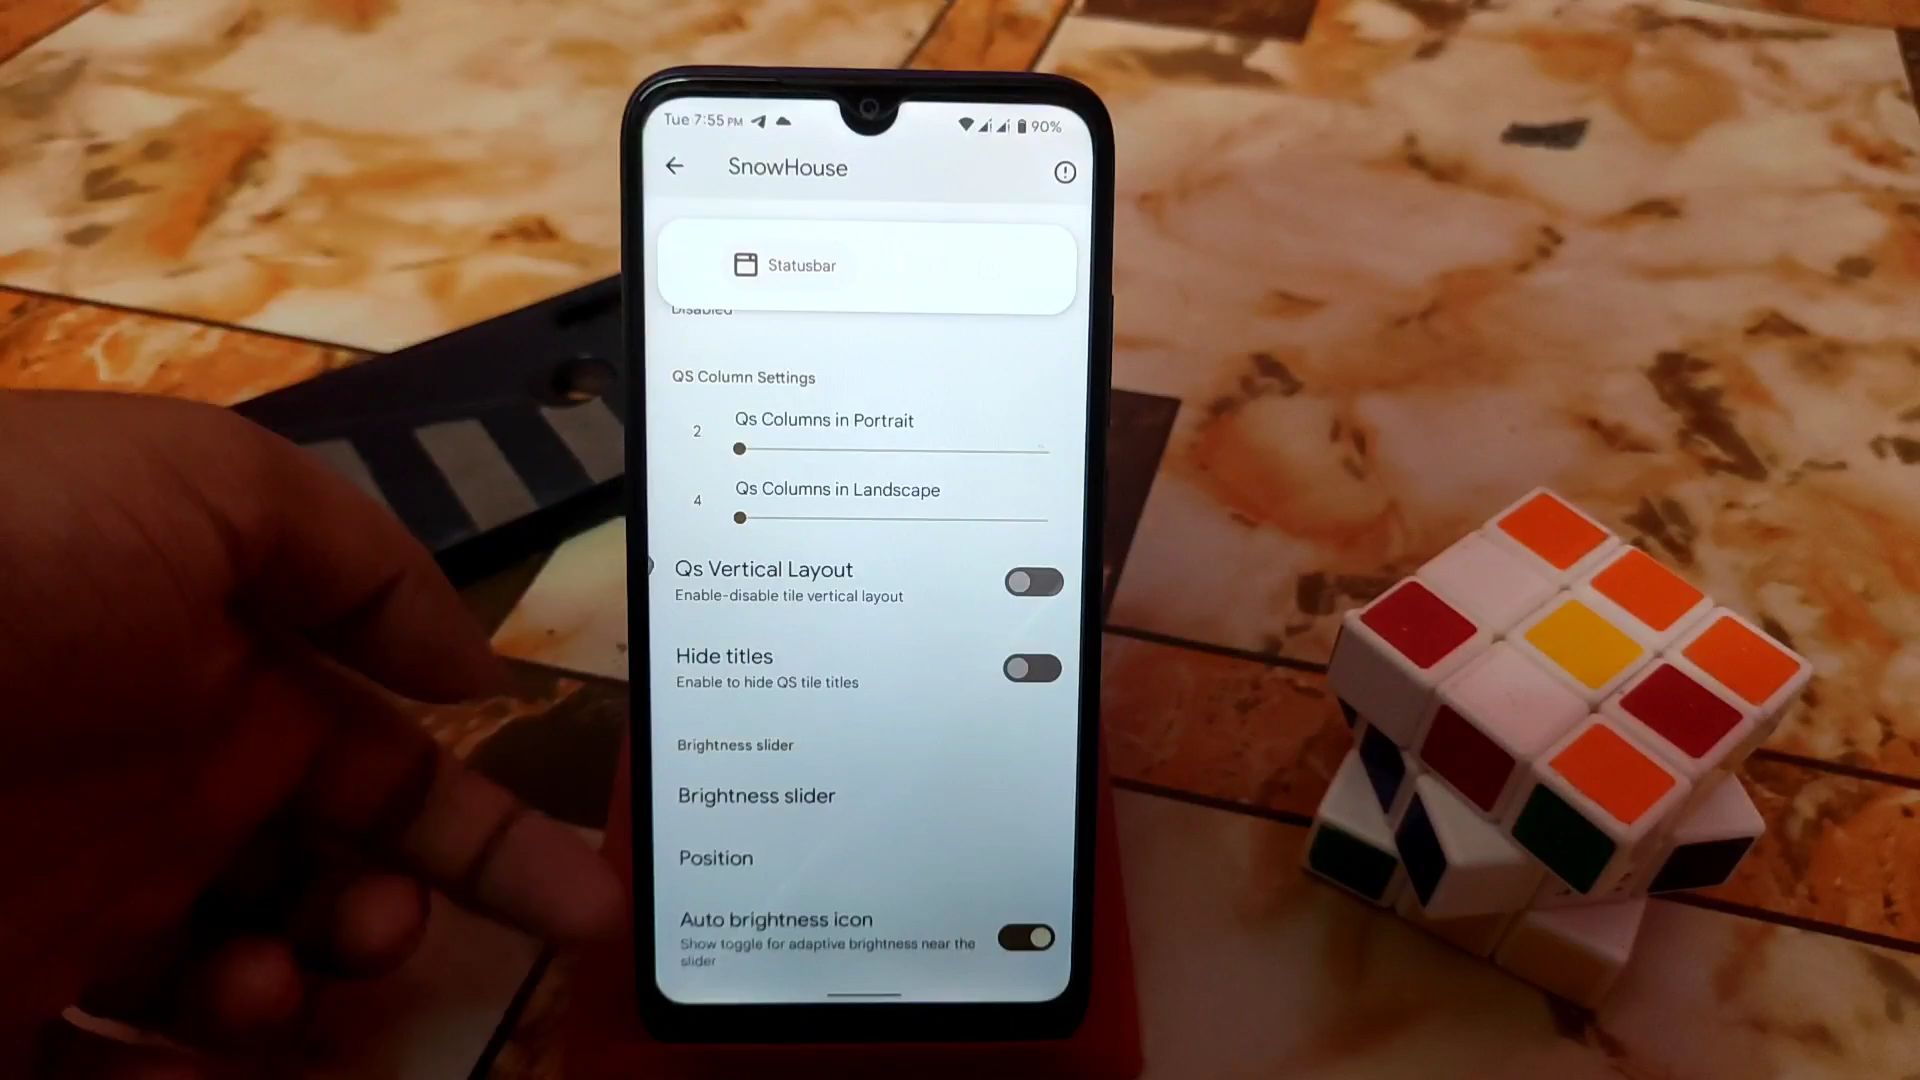 Tue 7:55 PM
90%
SnowHouse
Statusbar
Disabled
QS Column Settings
2
Qs Columns in Portrait
4
Qs Columns in Landscape
Qs Vertical Layout
Enable-disable tile vertical layout
Hide titles
Enable to hide QS tile titles
Brightness slider
Brightness slider
Position
Auto brightness icon
Show toggle for adaptive brightness near the
slider